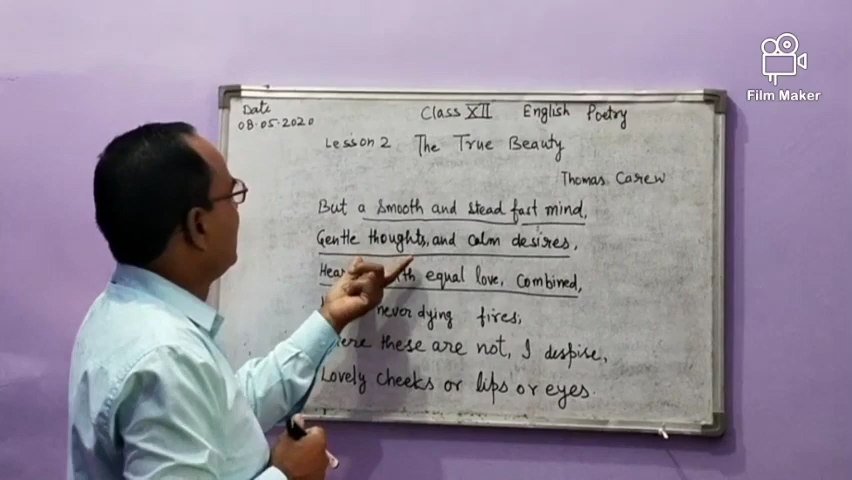 Film Maker
Date
08.05.2020
Class XII English Poetry
Lesson 2 The True Beauty
Thomas Carew
But a smooth and stead fast mind,
Gentle thoughts, and calm desires,
equal love, combined,
never dying fires;
these are not, I despise,
Lovely cheeks or lips or eyes.